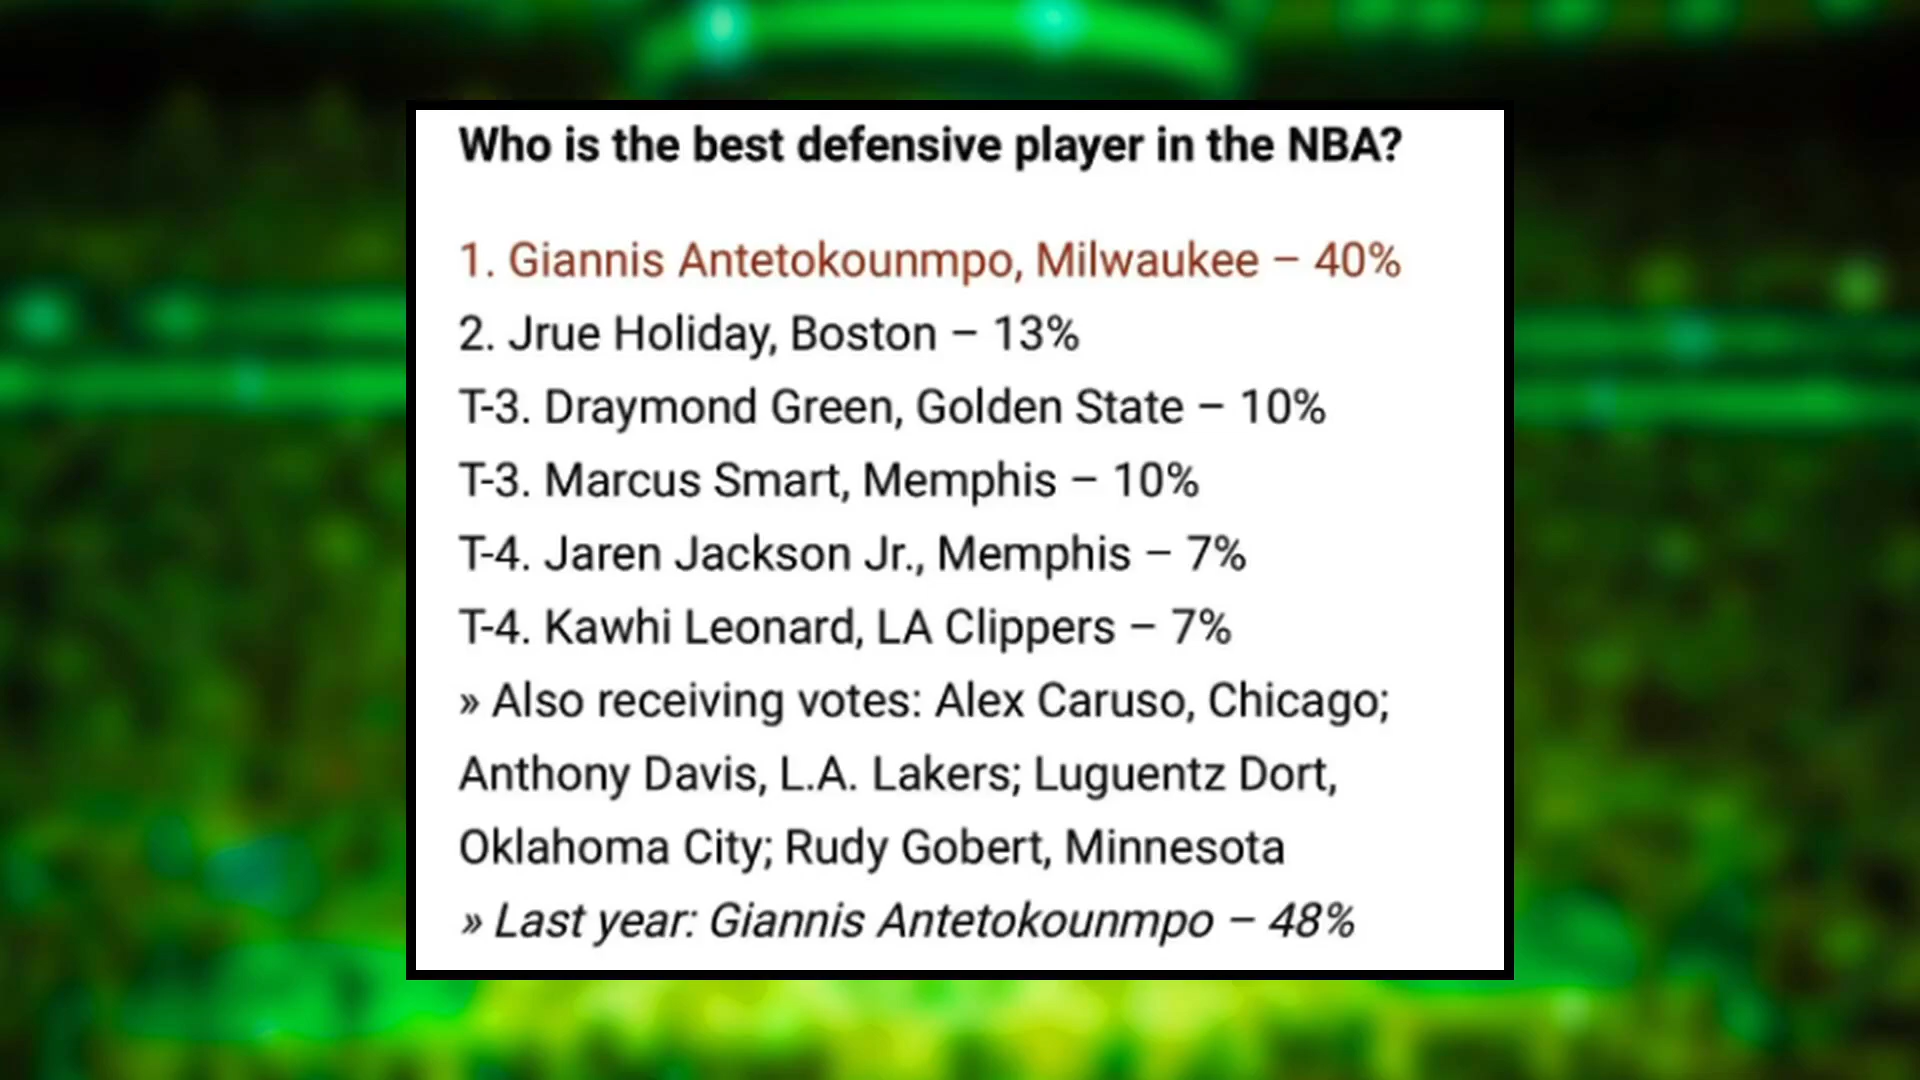 Who is the best defensive player in the NBA?
1. Giannis Antetokounmpo, Milwaukee – 40%
2. Jrue Holiday, Boston – 13%
T-3. Draymond Green, Golden State – 10%
T-3. Marcus Smart, Memphis – 10%
T-4. Jaren Jackson Jr., Memphis – 7%
T-4. Kawhi Leonard, LA Clippers – 7%
» Also receiving votes: Alex Caruso, Chicago;
Anthony Davis, L.A. Lakers; Luguentz Dort,
Oklahoma City; Rudy Gobert, Minnesota
» Last year: Giannis Antetokounmpo – 48%